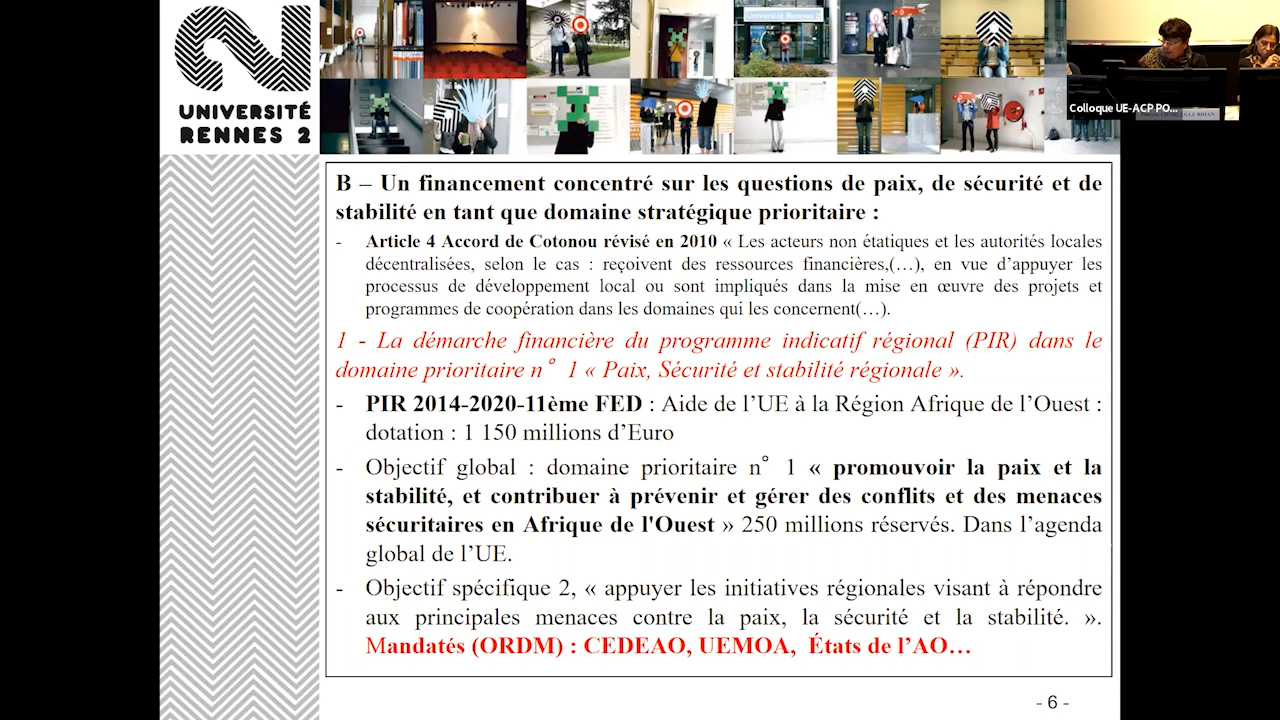 UNIVERSITÉ
RENNES 2
Université Rennes 2
Colloque UE-ACP PO...
B – Un financement concentré sur les questions de paix, de sécurité et de
stabilité en tant que domaine stratégique prioritaire :
- Article 4 Accord de Cotonou révisé en 2010 « Les acteurs non étatiques et les autorités locales
décentralisées, selon le cas : reçoivent des ressources financières,(…), en vue d’appuyer les
processus de développement local ou sont impliqués dans la mise en œuvre des projets et
programmes de coopération dans les domaines qui les concernent(…).
1 - La démarche financière du programme indicatif régional (PIR) dans le
domaine prioritaire n° 1 « Paix, Sécurité et stabilité régionale ».
- PIR 2014-2020-11ème FED : Aide de l’UE à la Région Afrique de l’Ouest :
dotation : 1 150 millions d’Euro
- Objectif global : domaine prioritaire n° 1 « promouvoir la paix et la
stabilité, et contribuer à prévenir et gérer des conflits et des menaces
sécuritaires en Afrique de l'Ouest » 250 millions réservés. Dans l’agenda
global de l’UE.
- Objectif spécifique 2, « appuyer les initiatives régionales visant à répondre
aux principales menaces contre la paix, la sécurité et la stabilité. ».
Mandatés (ORDM) : CEDEAO, UEMOA, États de l’AO…
- 6 -